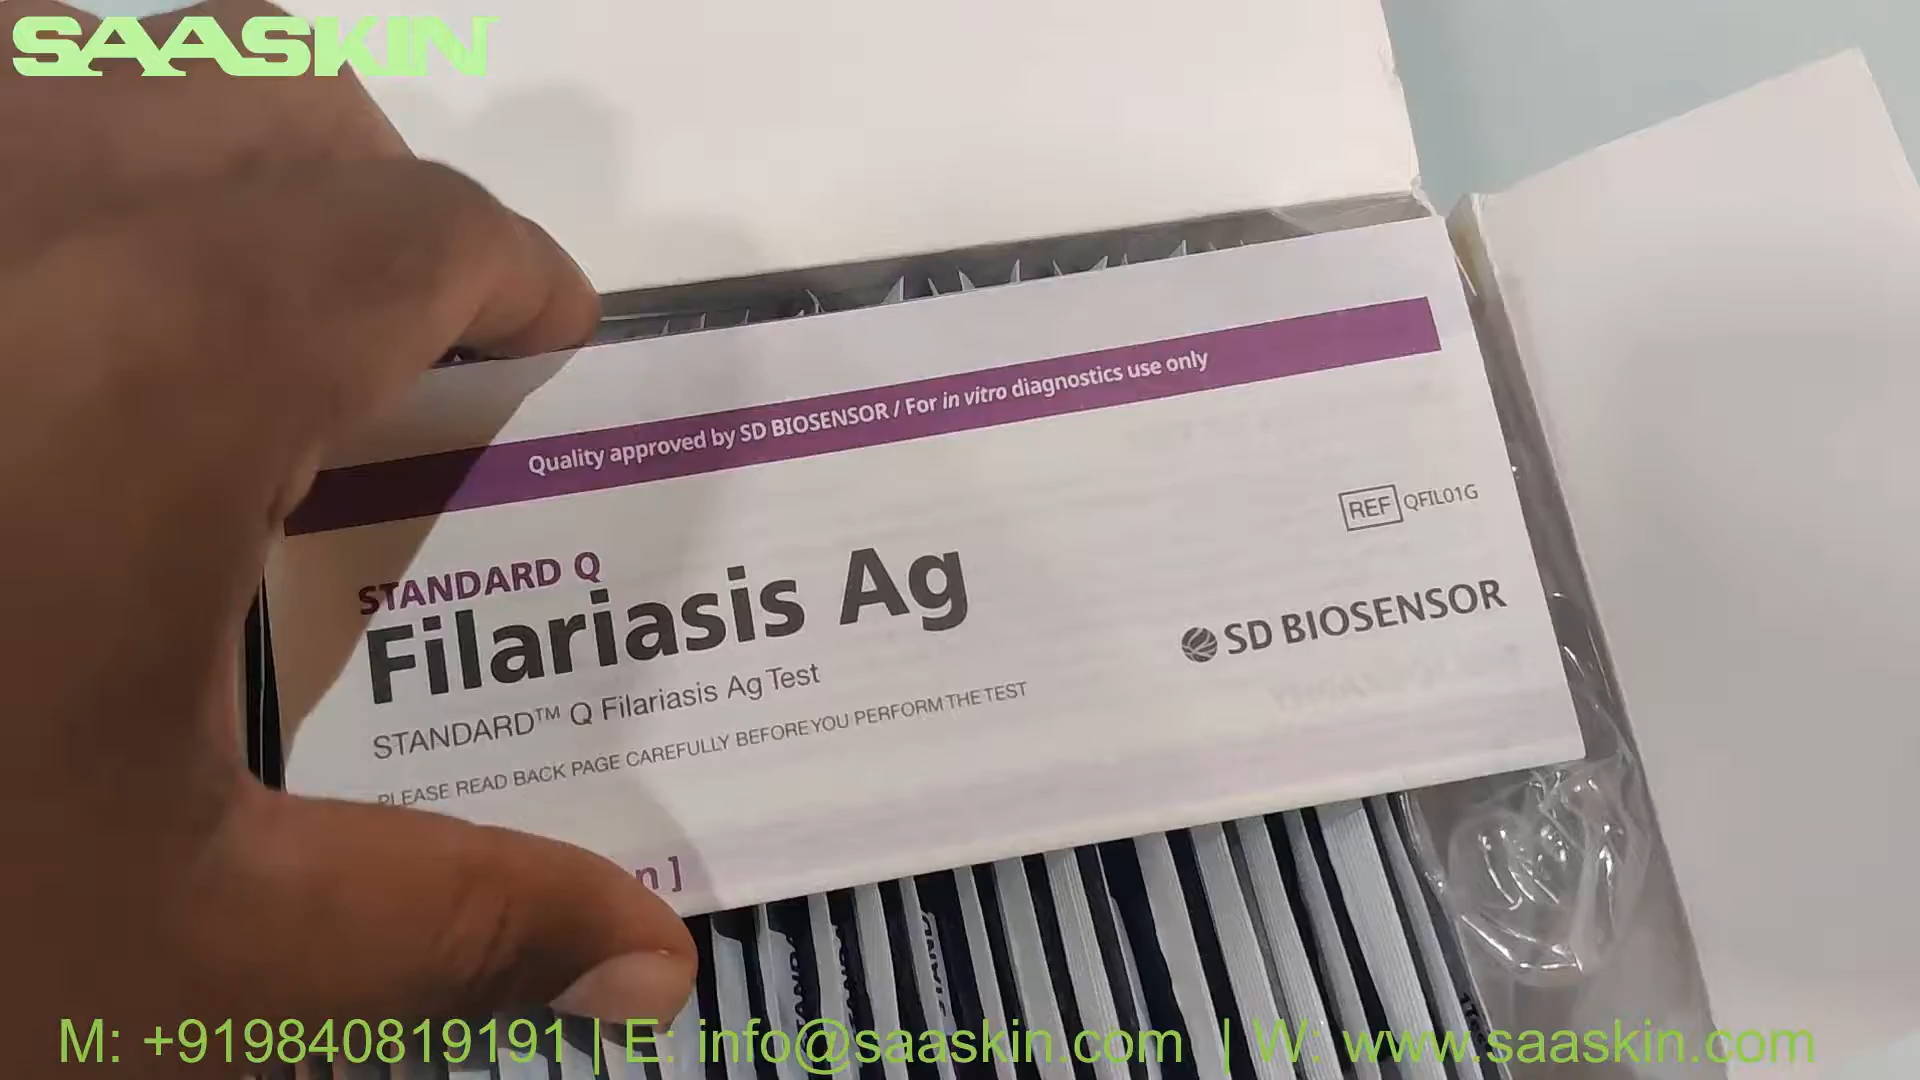 SAASKIN
Quality approved by SD BIOSENSOR / For in vitro diagnostics use only
REF QFIL01G
STANDARD Q
Filariasis Ag
SD BIOSENSOR
STANDARD™ Q Filariasis Ag Test
PLEASE READ BACK PAGE CAREFULLY BEFORE YOU PERFORM THE TEST
n ]
STAND
M: +919840819191 | E: info@saaskin.com | W: www.saaskin.com